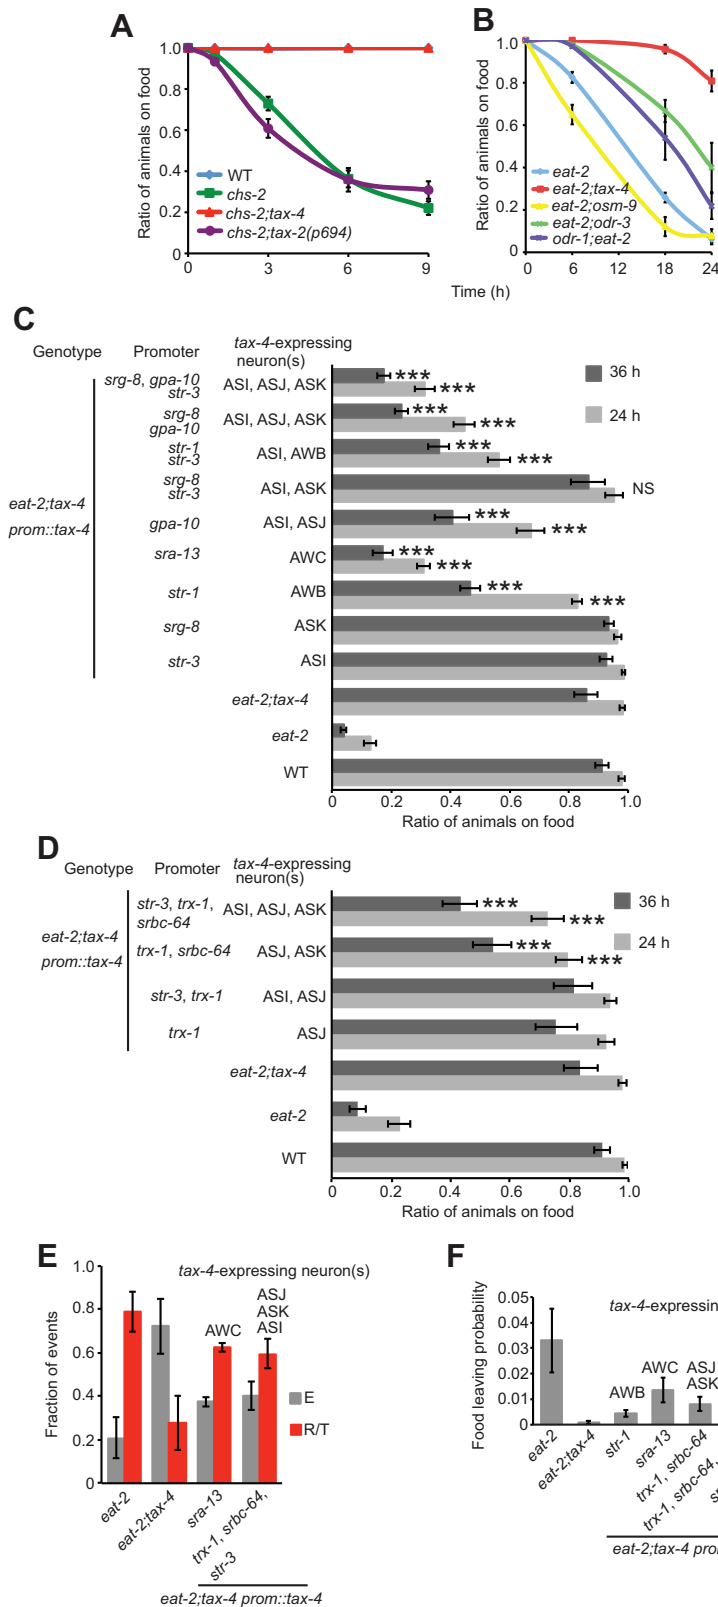 A
Ratio of animals on food
1.0
0.8
0.6
0.4
0.2
0
WT
chs-2
chs-2;tax-4
chs-2;tax-2(p694)
0 3 6 9
B
Ratio of animals on food
1.0
0.8
0.6
0.4
0.2
0
eat-2
eat-2;tax-4
eat-2;osm-9
eat-2;odr-3
odr-1;eat-2
0 6 12 18 24
Time (h)
C
Genotype Promoter tax-4-expressing
neuron(s)
36 h
24 h
eat-2;tax-4
prom::tax-4
srg-8, gpa-10
str-3
ASI, ASJ, ASK
***
***
srg-8
gpa-10
ASI, ASJ, ASK
***
***
str-1
str-3
ASI, AWB
***
***
srg-8
str-3
ASI, ASK
NS
gpa-10 ASI, ASJ
***
***
sra-13 AWC
***
***
str-1 AWB
***
***
srg-8 ASK
str-3 ASI
eat-2;tax-4
eat-2
WT
0 0.2 0.4 0.6 0.8 1.0
Ratio of animals on food
D
Genotype Promoter tax-4-expressing
neuron(s)
36 h
24 h
eat-2;tax-4
prom::tax-4
str-3, trx-1,
srbc-64
ASI, ASJ, ASK
***
***
trx-1, srbc-64 ASJ, ASK
***
***
str-3, trx-1 ASI, ASJ
trx-1 ASJ
eat-2;tax-4
eat-2
WT
0 0.2 0.4 0.6 0.8 1.0
Ratio of animals on food
E
tax-4-expressing neuron(s)
Fraction of events
1.0
0.8
0.6
0.4
0.2
0
AWC
ASJ
ASK
ASI
E
R/T
eat-2
eat-2;tax-4
sra-13
trx-1, srbc-64,
str-3
eat-2;tax-4 prom::tax-4
F
tax-4-expressin
Food leaving probability
0.05
0.04
0.03
0.02
0.01
0
AWB
AWC
ASJ
ASK
eat-2
eat-2;tax-4
str-1
sra-13
trx-1, srbc-64
trx-1, srbc-64,
eat-2;tax-4 pro